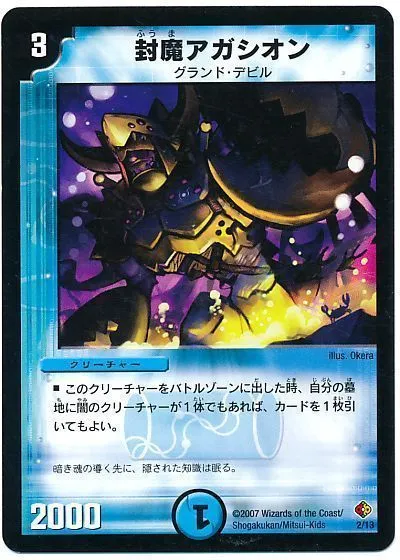 3
ふうま
封魔アガシオン
グランド・デビル
illus. Okera
クリーチャー
■ このクリーチャーをバトルゾーンに出した時、自分の墓
地に闇のクリーチャーが1体でもあれば、カードを1枚引
いてもよい。
暗き魂の導く先に、隠された知識は眠る。
2000
©2007 Wizards of the Coast/
Shogakukan/Mitsui-Kids
2/13